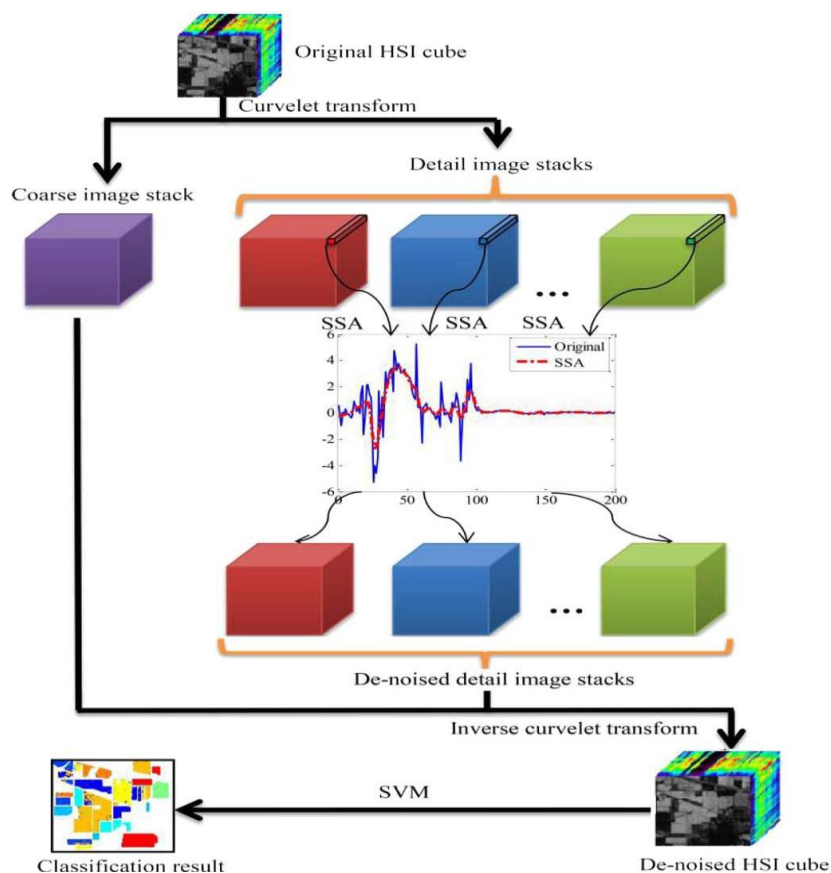 Original HSI cube
Curvelet transform
Detail image stacks
Coarse image stack
...
SSA SSA SSA
6
4
2
0
-2
-4
-6
Original
SSA
0 50 100 150 200
...
De-noised detail image stacks
Inverse curvelet transform
SVM
Classification result
De-noised HSI cube